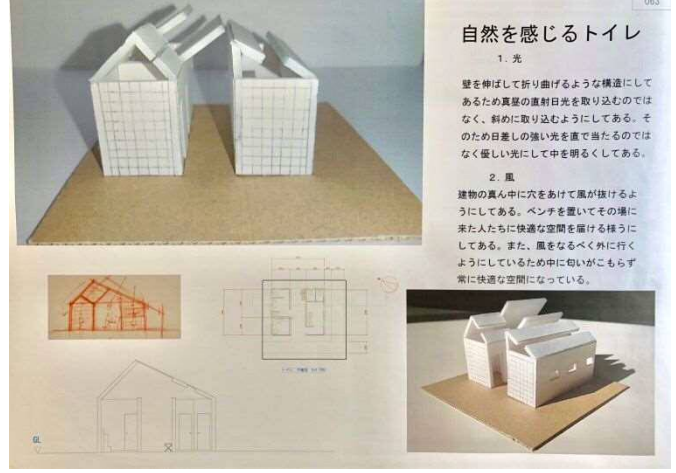 063
自然を感じるトイレ
1. 光
壁を伸ばして折り曲げるような構造にして
あるため真昼の直射日光を取り込むのでは
なく、斜めに取り込むようにしてある。そ
のため日差しの強い光を直で当たるのでは
なく優しい光にして中を明るくしてある。
2. 風
建物の真ん中に穴をあけて風が抜けるよ
うにしてある。ベンチを置いてその場に
来た人たちに快適な空間を届ける様うに
してある。また、風をなるべく外に行く
ようにしているため中に匂いがこもらず
常に快適な空間になっている。
GL